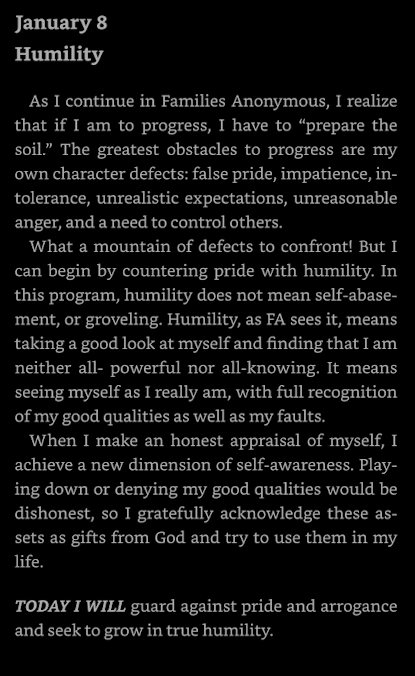 January 8
Humility
As I continue in Families Anonymous, I realize
that if I am to progress, I have to “prepare the
soil.” The greatest obstacles to progress are my
own character defects: false pride, impatience, in-
tolerance, unrealistic expectations, unreasonable
anger, and a need to control others.
What a mountain of defects to confront! But I
can begin by countering pride with humility. In
this program, humility does not mean self-abase-
ment, or groveling. Humility, as FA sees it, means
taking a good look at myself and finding that I am
neither all- powerful nor all-knowing. It means
seeing myself as I really am, with full recognition
of my good qualities as well as my faults.
When I make an honest appraisal of myself, I
achieve a new dimension of self-awareness. Play-
ing down or denying my good qualities would be
dishonest, so I gratefully acknowledge these as-
sets as gifts from God and try to use them in my
life.
TODAY I WILL guard against pride and arrogance
and seek to grow in true humility.